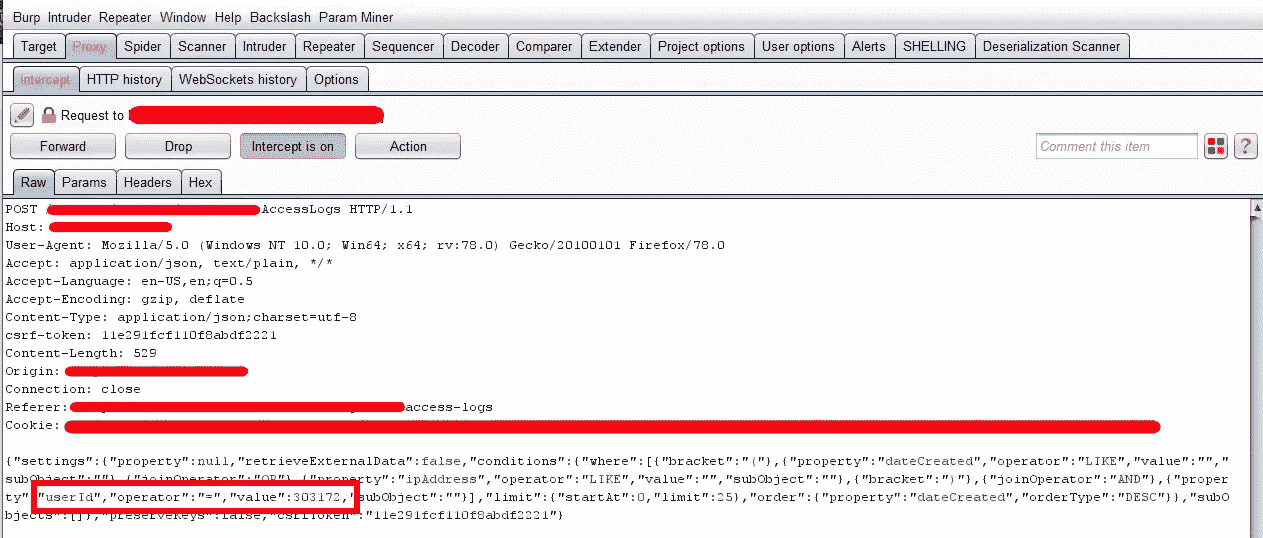 Burp Intruder Repeater Window Help Backslash Param Miner
Target Proxy Spider Scanner Intruder Repeater Sequencer Decoder Comparer Extender Project options User options Alerts SHELLING Deserialization Scanner
Intercept HTTP history WebSockets history Options
Request to
Forward Drop Intercept is on Action Comment this item ?
Raw Params Headers Hex
POST / AccessLogs HTTP/1.1
Host:
User-Agent: Mozilla/5.0 (Windows NT 10.0; Win64; x64; rv:78.0) Gecko/20100101 Firefox/78.0
Accept: application/json, text/plain, */*
Accept-Language: en-US,en;q=0.5
Accept-Encoding: gzip, deflate
Content-Type: application/json;charset=utf-8
csrf-token: 11e291fcf110f8abdf2221
Content-Length: 529
Origin:
Connection: close
Referer: access-logs
Cookie:
{"settings":{"property":null,"retrieveExternalData":false,"conditions":{"where":[{"bracket":"("},{"property":"dateCreated","operator":"LIKE","value":"","
subObject":""},{"joinOperator":"OR"},{"property":"ipAddress","operator":"LIKE","value":"","subObject":""},{"bracket":")"},{"joinOperator":"AND"},{"proper
ty":"userId","operator":"=","value":303172,"subObject":""}],"limit":{"startAt":0,"limit":25},"order":{"property":"dateCreated","orderType":"DESC"}},"subO
bjects":[]},"preserveKeys":false,"csrfToken":"11e291fcf110f8abdf2221"}